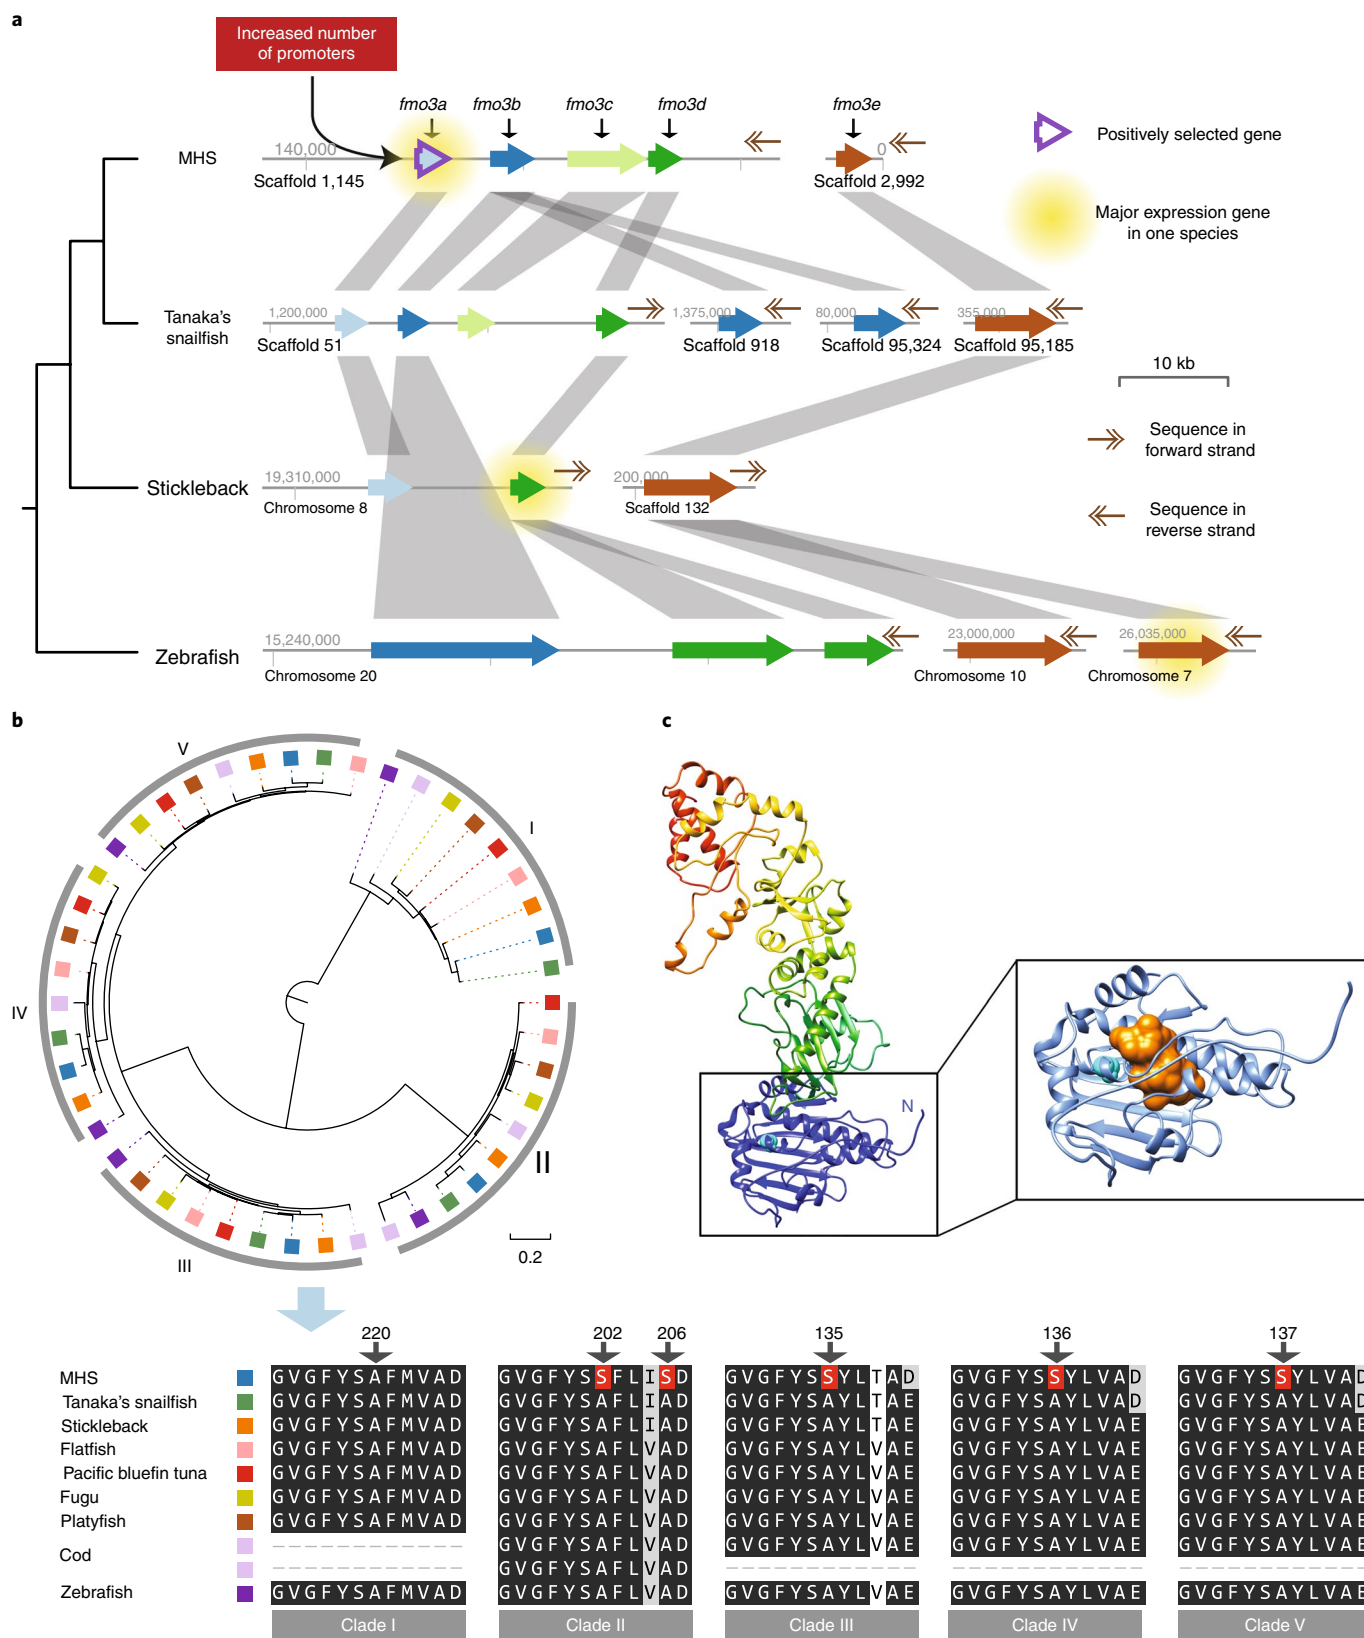 a
Increased number
of promoters
fmo3a
fmo3b
fmo3c
fmo3d
fmo3e
MHS
140,000
0
Scaffold 1,145
Scaffold 2,992
Positively selected gene
Major expression gene
in one species
Tanaka's
snailfish
1,200,000
1,375,000
80,000
355,000
Scaffold 51
Scaffold 918
Scaffold 95,324
Scaffold 95,185
10 kb
Sequence in
forward strand
Sequence in
reverse strand
Stickleback
19,310,000
200,000
Chromosome 8
Scaffold 132
Zebrafish
15,240,000
23,000,000
26,035,000
Chromosome 20
Chromosome 10
Chromosome 7
b
V
I
IV
II
III
0.2
c
N
220
202
206
135
136
137
MHS
GVGFYSAFMVAD
GVGFYSSFLISD
GVGFYSSYLTAD
GVGFYSSYLVAD
GVGFYSSYLVAD
Tanaka's snailfish
GVGFYSAFMVAD
GVGFYSAFLIAD
GVGFYSAYLTAE
GVGFYSAYLVAD
GVGFYSAYLVAD
Stickleback
GVGFYSAFMVAD
GVGFYSAFLIAD
GVGFYSAYLTAE
GVGFYSAYLVAE
GVGFYSAYLVAE
Flatfish
GVGFYSAFMVAD
GVGFYSAFLVAD
GVGFYSAYLVAE
GVGFYSAYLVAE
GVGFYSAYLVAE
Pacific bluefin tuna
GVGFYSAFMVAD
GVGFYSAFLVAD
GVGFYSAYLVAE
GVGFYSAYLVAE
GVGFYSAYLVAE
Fugu
GVGFYSAFMVAD
GVGFYSAFLVAD
GVGFYSAYLVAE
GVGFYSAYLVAE
GVGFYSAYLVAE
Platyfish
GVGFYSAFMVAD
GVGFYSAFLVAD
GVGFYSAYLVAE
GVGFYSAYLVAE
GVGFYSAYLVAE
Cod
------------
GVGFYSAFLVAD
GVGFYSAYLVAE
GVGFYSAYLVAE
GVGFYSAYLVAE
GVGFYSAFLVAD
------------
------------
------------
Zebrafish
GVGFYSAFMVAD
GVGFYSAFLVAD
GVGFYSAYLVAE
GVGFYSAYLVAE
GVGFYSAYLVAE
Clade I
Clade II
Clade III
Clade IV
Clade V